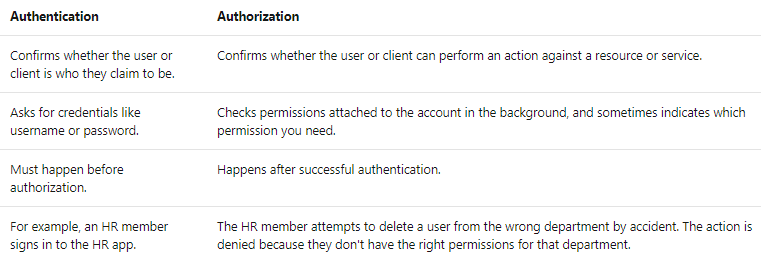 Authentication Authorization
Confirms whether the user or Confirms whether the user or client can perform an action against a resource or service.
client is who they claim to be.
Asks for credentials like Checks permissions attached to the account in the background, and sometimes indicates which
username or password. permission you need.
Must happen before Happens after successful authentication.
authorization.
For example, an HR member The HR member attempts to delete a user from the wrong department by accident. The action is
signs in to the HR app. denied because they don't have the right permissions for that department.